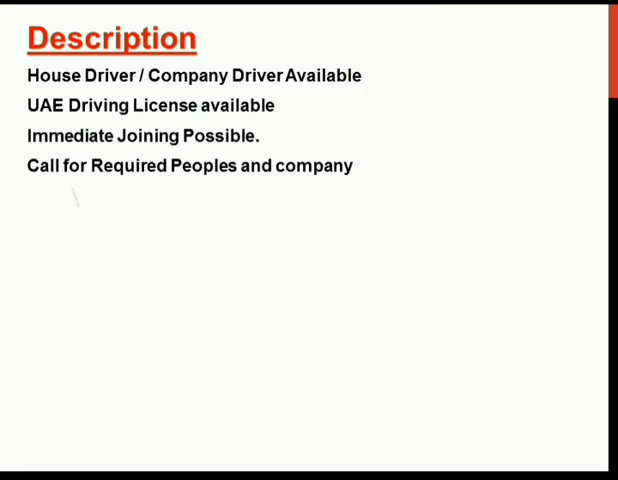 Description
House Driver / Company Driver Available
UAE Driving License available
Immediate Joining Possible.
Call for Required Peoples and company